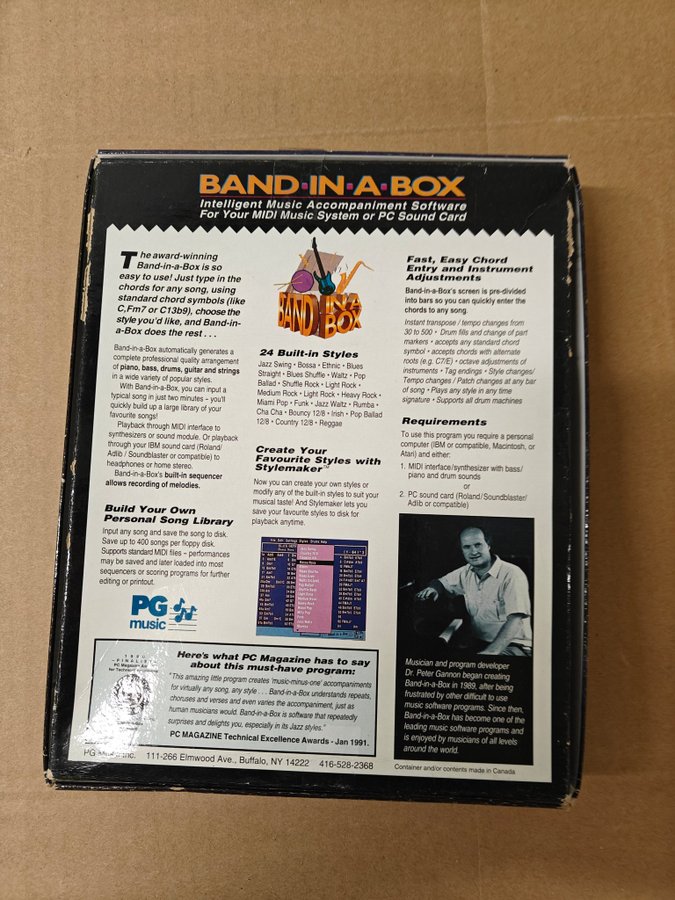 BAND·IN·A·BOX
Intelligent Music Accompaniment Software
For Your MIDI Music System or PC Sound Card
The award-winning
Band-in-a-Box is so
easy to use! Just type in the
chords for any song, using
standard chord symbols (like
C,Fm7 or C13b9), choose the
style you'd like, and Band-in-
a-Box does the rest . . .
Band-in-a-Box automatically generates a
complete professional quality arrangement
of piano, bass, drums, guitar and strings
in a wide variety of popular styles.
With Band-in-a-Box, you can input a
typical song in just two minutes – you'll
quickly build up a large library of your
favourite songs!
Playback through MIDI interface to
synthesizers or sound module. Or playback
through your IBM sound card (Roland/
Adlib / Soundblaster or compatible) to
headphones or home stereo.
Band-in-a-Box's built-in sequencer
allows recording of melodies.
Build Your Own
Personal Song Library
Input any song and save the song to disk.
Save up to 400 songs per floppy disk.
Supports standard MIDI files – performances
may be saved and later loaded into most
sequencers or scoring programs for further
editing or printout.
PG
music
BAND IN A
BOX
24 Built-in Styles
Jazz Swing • Bossa • Ethnic • Blues
Straight • Blues Shuffle • Waltz • Pop
Ballad • Shuffle Rock • Light Rock •
Medium Rock • Light Rock • Heavy Rock •
Miami Pop • Funk • Jazz Waltz • Rumba •
Cha Cha • Bouncy 12/8 • Irish • Pop Ballad
12/8 • Country 12/8 • Reggae
Create Your
Favourite Styles with
Stylemaker™
Now you can create your own styles or
modify any of the built-in styles to suit your
musical taste! And Stylemaker lets you
save your favourite styles to disk for
playback anytime.
Fast, Easy Chord
Entry and Instrument
Adjustments
Band-in-a-Box's screen is pre-divided
into bars so you can quickly enter the
chords to any song.
Instant transpose / tempo changes from
30 to 500 • Drum fills and change of part
markers • accepts any standard chord
symbol • accepts chords with alternate
roots (e.g. C7/E) • octave adjustments of
instruments • Tag endings • Style changes/
Tempo changes / Patch changes at any bar
of song • Plays any style in any time
signature • Supports all drum machines
Requirements
To use this program you require a personal
computer (IBM or compatible, Macintosh, or
Atari) and either:
1. MIDI interface/synthesizer with bass/
piano and drum sounds
or
2. PC sound card (Roland/Soundblaster/
Adlib or compatible)
Musician and program developer
Dr. Peter Gannon began creating
Band-in-a-Box in 1989, after being
frustrated by other difficult to use
music software programs. Since then,
Band-in-a-Box has become one of the
leading music software programs and
is enjoyed by musicians of all levels
around the world.
1990
FINALIST
Here's what PC Magazine has to say
about this must-have program:
"This amazing little program creates 'music-minus-one' accompaniments
for virtually any song, any style . . . Band-in-a-Box understands repeats,
choruses and verses and even varies the accompaniment, just as
human musicians would. Band-in-a-Box is software that repeatedly
surprises and delights you, especially in its Jazz styles."
PC MAGAZINE Technical Excellence Awards - Jan 1991.
PG Music Inc. 111-266 Elmwood Ave., Buffalo, NY 14222 416-528-2368
Container and/or contents made in Canada